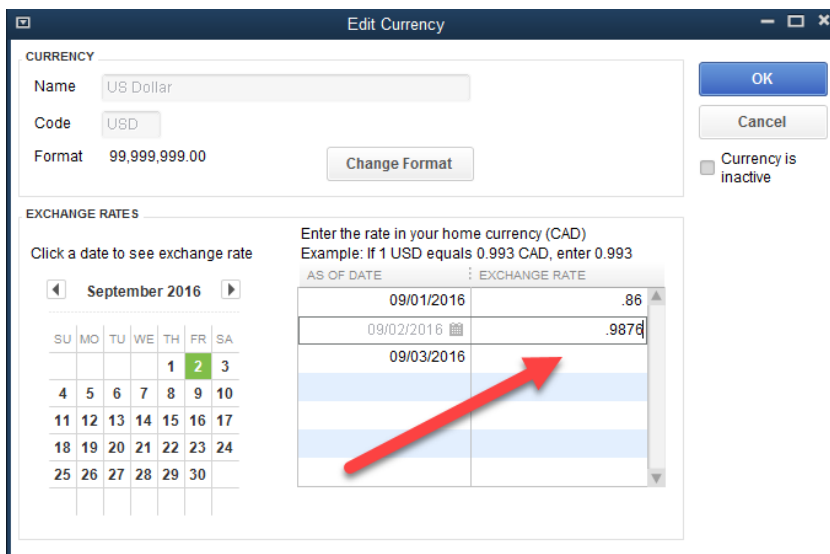 Edit Currency
CURRENCY
Name US Dollar
Code USD
Format 99,999,999.00
Change Format
OK
Cancel
Currency is
inactive
EXCHANGE RATES
Click a date to see exchange rate
September 2016
SU MO TU WE TH FR SA
1 2 3
4 5 6 7 8 9 10
11 12 13 14 15 16 17
18 19 20 21 22 23 24
25 26 27 28 29 30
Enter the rate in your home currency (CAD)
Example: If 1 USD equals 0.993 CAD, enter 0.993
AS OF DATE EXCHANGE RATE
09/01/2016 .86
09/02/2016 .9876
09/03/2016